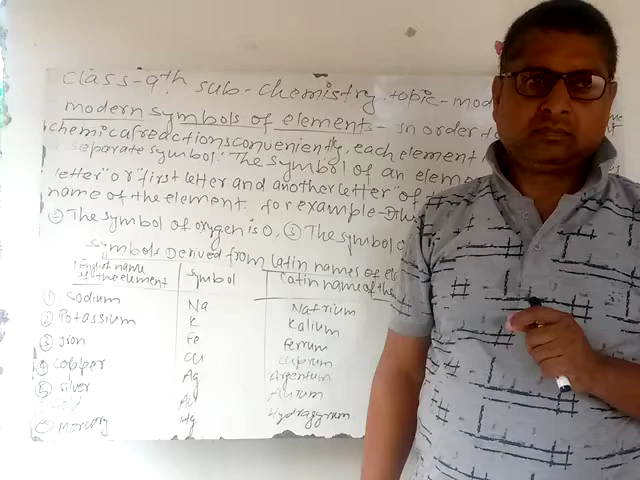 Class-9th sub-chemistry. topic-mod
modern symbols of elements- In order t
chemical reactions conveniently, each element
separate symbol. The symbol of an elem
letter" or "first letter and another letter" of t
name of the element. for example-
② The symbol of oxygen is O. ③ The symbol
Symbols Derived from Latin names of el
English name of the element symbol Latin name of the
① Sodium Na Natrium
② Potassium K Kalium
③ Iron Fe Ferrum
④ Copper Cu Cuprum
⑤ Silver Ag Argentum
Au Aurum
Mercury Hg Hydragyrum